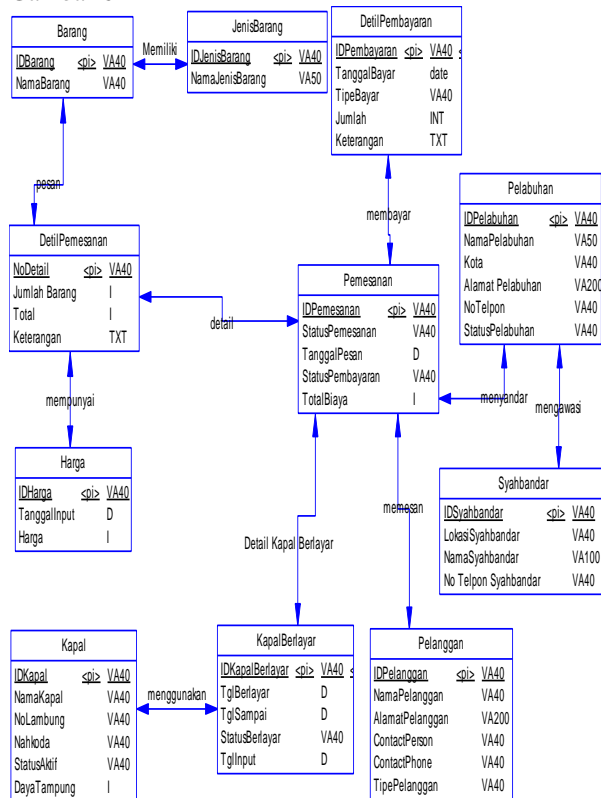 Barang
IDBarang <pi> VA40
NamaBarang VA40
Memiliki
JenisBarang
IDJenisBarang <pi> VA40
NamaJenisBarang VA50
DetilPembayaran
IDPembayaran <pi> VA40 <
TanggalBayar date
TipeBayar VA40
Jumlah INT
Keterangan TXT
pesan
membayar
Pelabuhan
IDPelabuhan <pi> VA40
NamaPelabuhan VA50
Kota VA40
Alamat Pelabuhan VA200
NoTelpon VA40
StatusPelabuhan VA40
DetilPemesanan
NoDetail <pi> VA40
Jumlah Barang I
Total I
Keterangan TXT
detail
Pemesanan
IDPemesanan <pi> VA40
StatusPemesanan VA40
TanggalPesan D
StatusPembayaran VA40
TotalBiaya I
mempunyai
menyandar
mengawasi
Harga
IDHarga <pi> VA40
TanggalInput D
Harga I
Syahbandar
IDSyahbandar <pi> VA40
LokasiSyahbandar VA40
NamaSyahbandar VA100
No Telpon Syahbandar VA40
memesan
Detail Kapal Berlayar
Kapal
IDKapal <pi> VA40
NamaKapal VA40
NoLambung VA40
Nahkoda VA40
StatusAktif VA40
DayaTampung I
menggunakan
KapalBerlayar
IDKapalBerlayar <pi> VA40 <
TglBerlayar D
TglSampai D
StatusBerlayar VA40
TglInput D
Pelanggan
IDPelanggan <pi> VA40
NamaPelanggan VA40
AlamatPelanggan VA200
ContactPerson VA40
ContactPhone VA40
TipePelanggan VA40